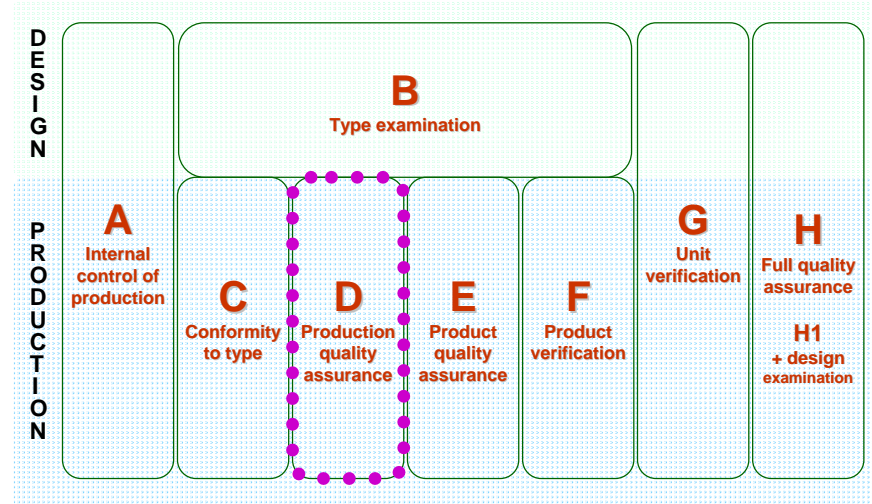 DESIGN
PRODUCTION
A
Internal
control of
production
B
Type examination
C
Conformity
to type
D
Production
quality
assurance
E
Product
quality
assurance
F
Product
verification
G
Unit
verification
H
Full quality
assurance
H1
+ design
examination